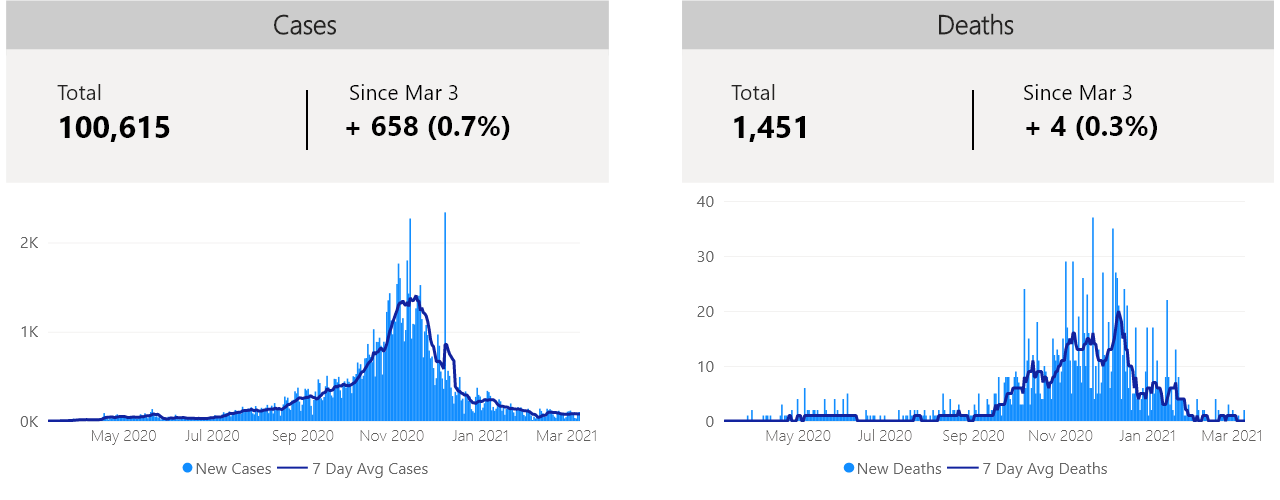 Cases
Total
100,615
Since Mar 3
+ 658 (0.7%)
2K
1K
0K
May 2020 Jul 2020 Sep 2020 Nov 2020 Jan 2021 Mar 2021
New Cases 7 Day Avg Cases
Deaths
Total
1,451
Since Mar 3
+ 4 (0.3%)
40
30
20
10
0
May 2020 Jul 2020 Sep 2020 Nov 2020 Jan 2021 Mar 2021
New Deaths 7 Day Avg Deaths